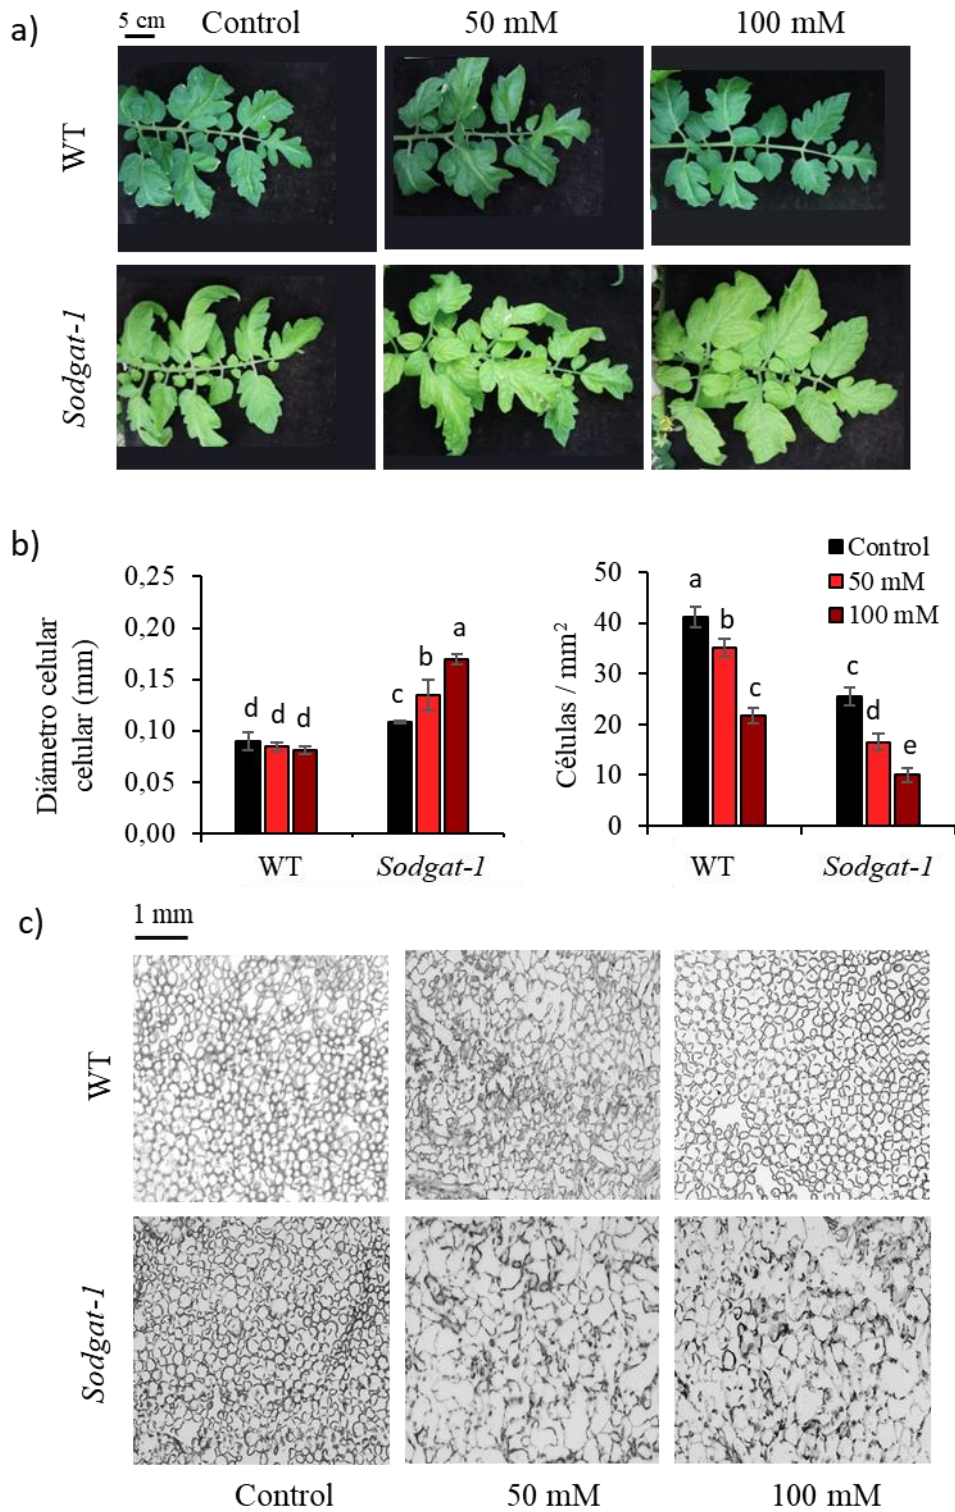 a)
5 cm
Control
50 mM
100 mM
WT
Sodgat-1
b)
Diámetro celular
celular (mm)
0,25
0,20
0,15
0,10
0,05
0,00
d d d
c b a
WT
Sodgat-1
Células / mm²
50
40
30
20
10
0
a
b
c
c
d
e
WT
Sodgat-1
Control
50 mM
100 mM
c)
1 mm
WT
Sodgat-1
Control
50 mM
100 mM